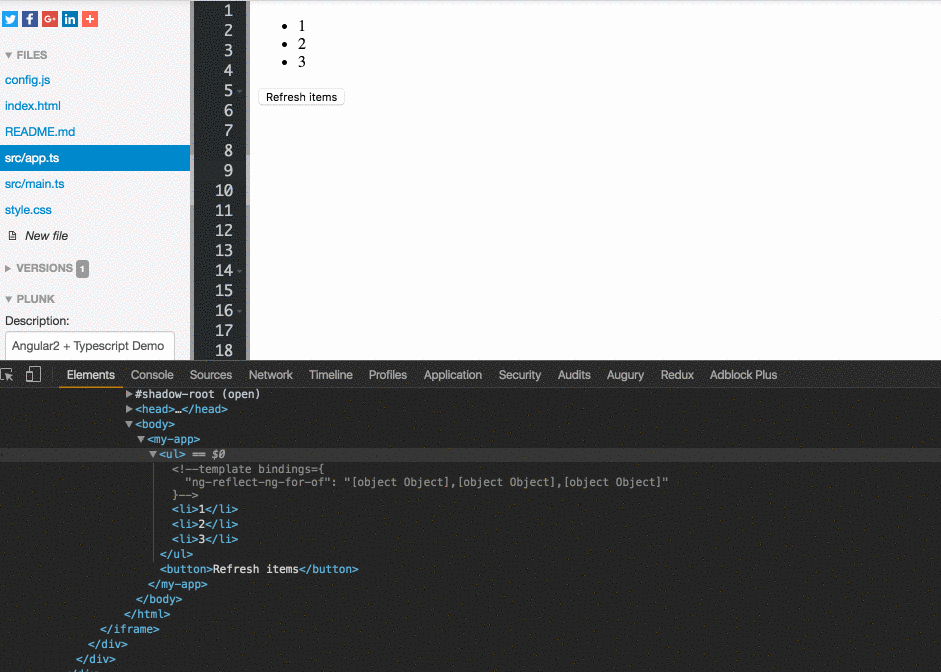 FILES
config.js
index.html
README.md
src/app.ts
src/main.ts
style.css
New file
VERSIONS 1
PLUNK
Description:
Angular2 + Typescript Demo
1
2
3
4
5
6
7
8
9
10
11
12
13
14
15
16
17
18
• 1
• 2
• 3
Refresh items
Elements Console Sources Network Timeline Profiles Application Security Audits Augury Redux Adblock Plus
#shadow-root (open)
<head>…</head>
<body>
<my-app>
<ul> == $0
<!--template bindings={
"ng-reflect-ng-for-of": "[object Object],[object Object],[object Object]"
}-->
<li>1</li>
<li>2</li>
<li>3</li>
</ul>
<button>Refresh items</button>
</my-app>
</body>
</html>
</iframe>
</div>
</div>